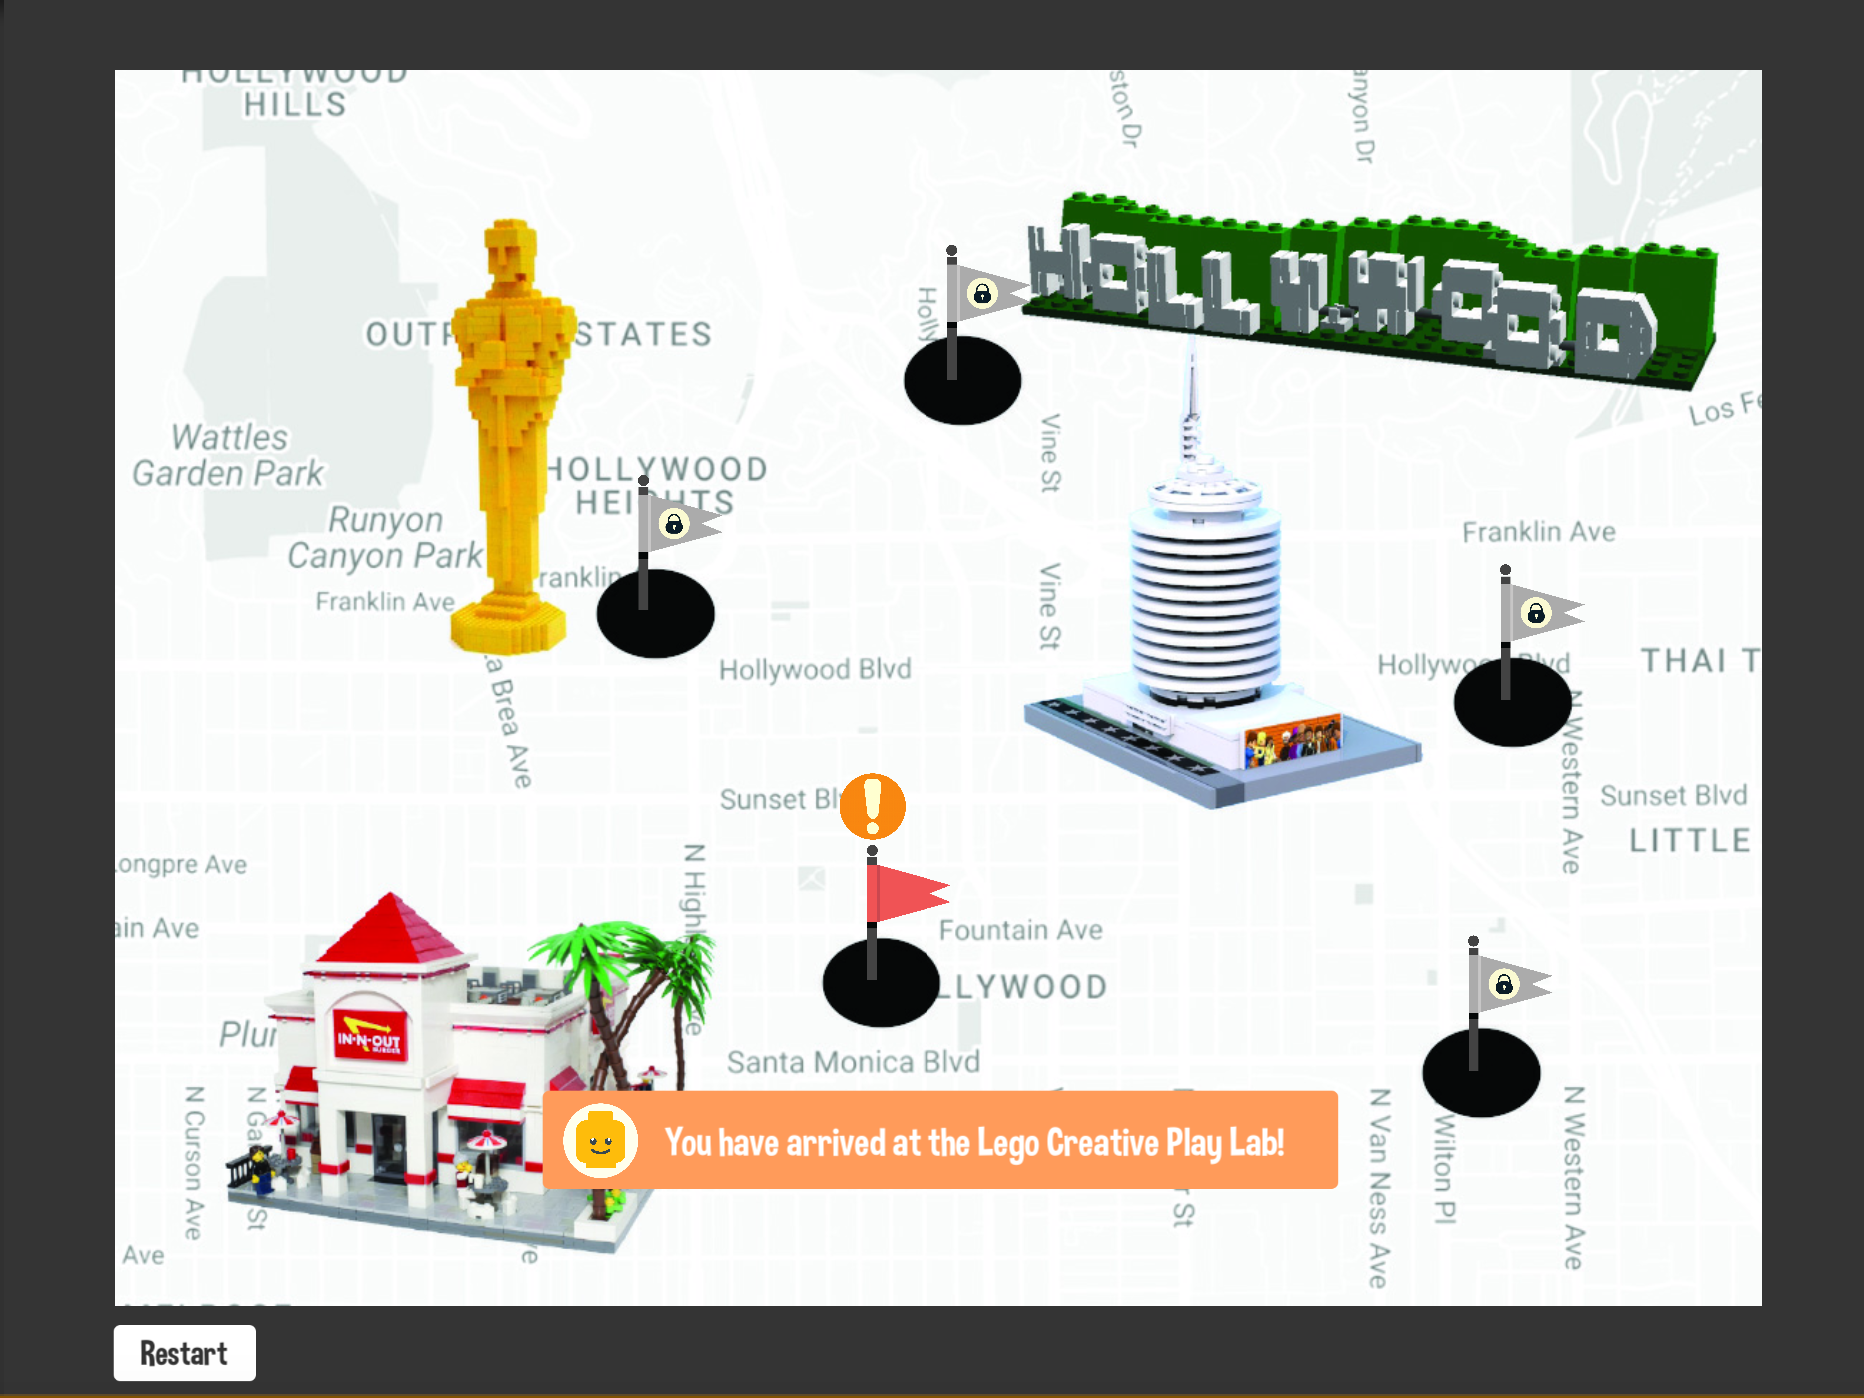 HOLLYWOOD
HILLS
ston Dr
anyon Dr
HOLLYWOOD
Holly
OUTP STATES
Los Fe
Wattles
Garden Park
Vine St
HOLLYWOOD
HEIGHTS
Runyon
Canyon Park
Franklin Ave
ranklin
Franklin Ave
Vine St
Hollywood Blvd
Hollywood Blvd
THAI T
a Brea Ave
N Western Ave
Sunset Blv
Sunset Blvd
LITTLE
ongpre Ave
N Highl ve
ain Ave
Fountain Ave
LLYWOOD
IN-N-OUT
BURGER
Plu
Santa Monica Blvd
N Curson Ave
N Ga St
You have arrived at the Lego Creative Play Lab!
r St
N Van Ness Ave
Wilton Pl
N Western Ave
Ave
Restart